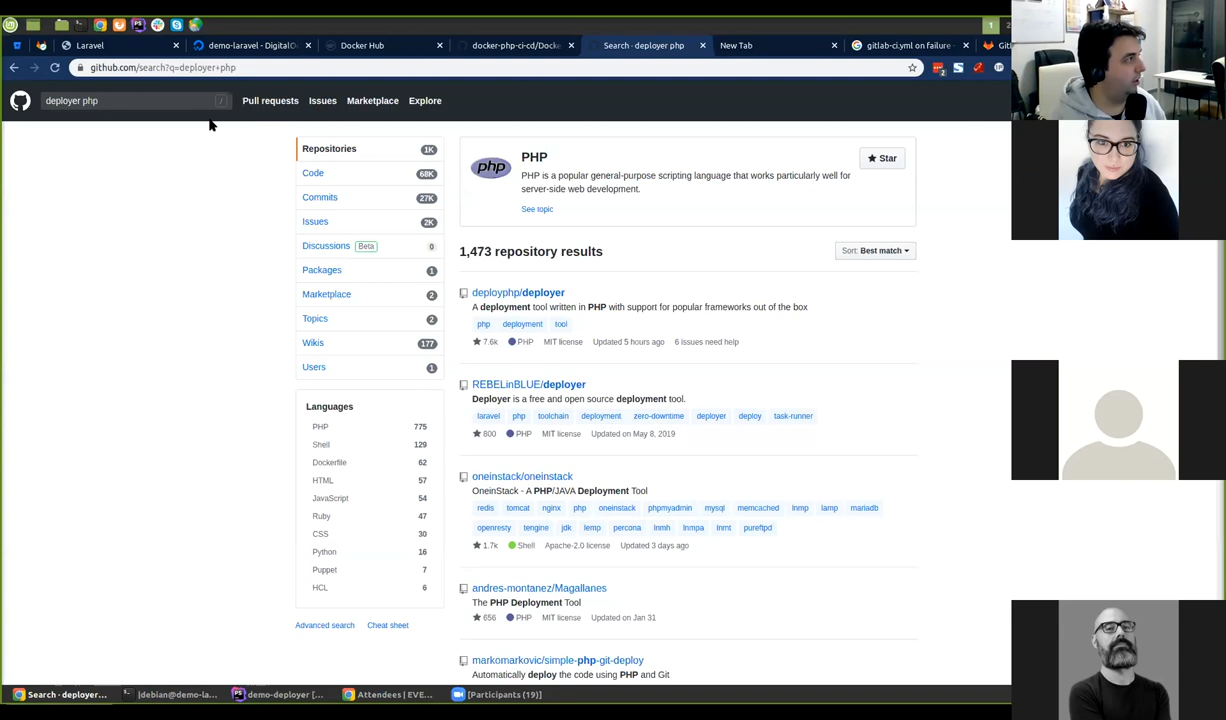 1
Laravel
demo-laravel - DigitalO
Docker Hub
docker-php-ci-cd/Docke
Search · deployer php
New Tab
gitlab-ci.yml on failure -
github.com/search?q=deployer+php
deployer php
/
Pull requests
Issues
Marketplace
Explore
Repositories 1K
Code 68K
Commits 27K
Issues 2K
Discussions Beta 0
Packages 1
Marketplace 2
Topics 2
Wikis 177
Users 1
Languages
PHP 775
Shell 129
Dockerfile 62
HTML 57
JavaScript 54
Ruby 47
CSS 30
Python 16
Puppet 7
HCL 6
Advanced search Cheat sheet
php
PHP
Star
PHP is a popular general-purpose scripting language that works particularly well for
server-side web development.
See topic
1,473 repository results
Sort: Best match
deployphp/deployer
A deployment tool written in PHP with support for popular frameworks out of the box
php deployment tool
7.6k PHP MIT license Updated 5 hours ago 6 issues need help
REBELinBLUE/deployer
Deployer is a free and open source deployment tool.
laravel php toolchain deployment zero-downtime deployer deploy task-runner
800 PHP MIT license Updated on May 8, 2019
oneinstack/oneinstack
OneinStack - A PHP/JAVA Deployment Tool
redis tomcat nginx php oneinstack phpmyadmin mysql memcached lnmp lamp mariadb
openresty tengine jdk lemp percona lnmh lnmpa lnmt pureftpd
1.7k Shell Apache-2.0 license Updated 3 days ago
andres-montanez/Magallanes
The PHP Deployment Tool
656 PHP MIT license Updated on Jan 31
markomarkovic/simple-php-git-deploy
Automatically deploy the code using PHP and Git
Search · deployer...
[debian@demo-la...
demo-deployer [...
Attendees | EVE...
[Participants (19)]